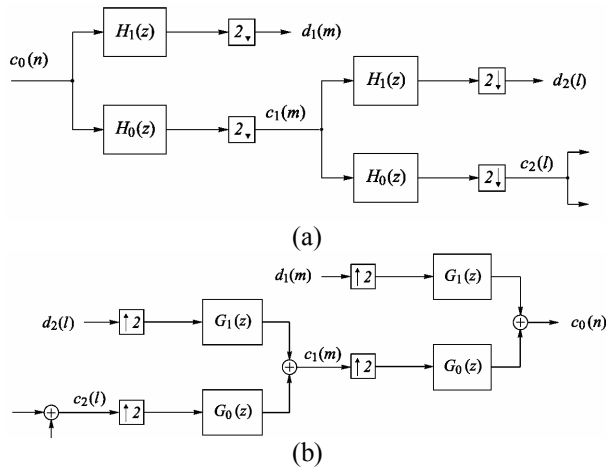 H₁(z) 2↓ d₁(m)
c₀(n)
H₁(z) 2↓ d₂(l)
H₀(z) 2↓ c₁(m)
H₀(z) 2↓ c₂(l)
(a)
d₁(m) ↑2 G₁(z)
d₂(l) ↑2 G₁(z) + c₀(n)
+ c₁(m) ↑2 G₀(z)
+ c₂(l) ↑2 G₀(z)
(b)